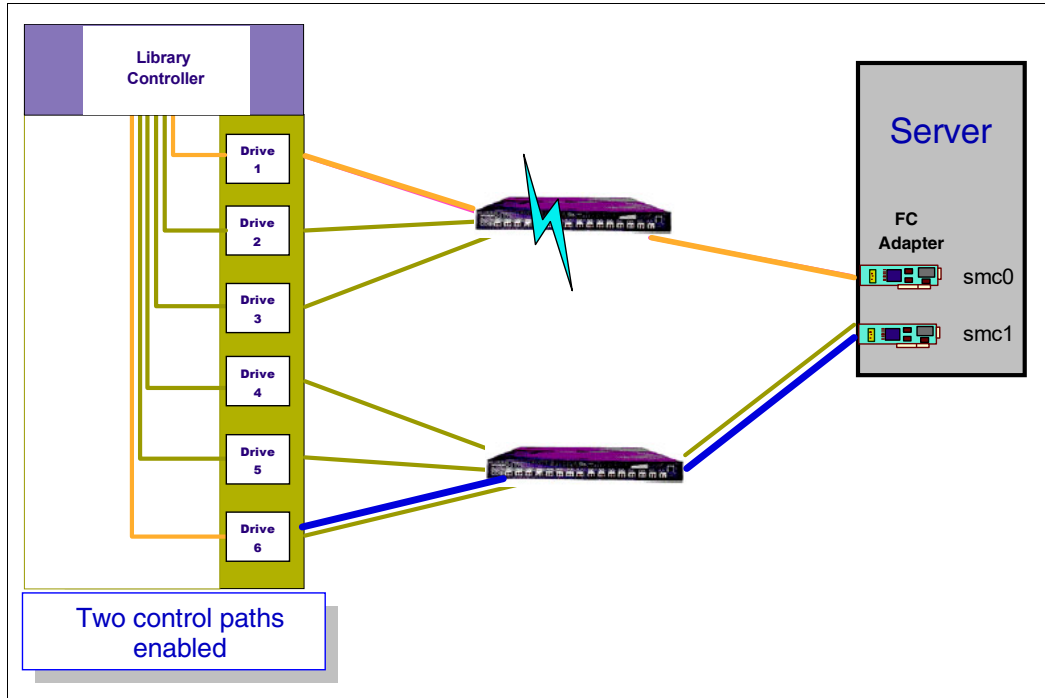 Library
Controller
Drive
1
Drive
2
Drive
3
Drive
4
Drive
5
Drive
6
Server
FC
Adapter
smc0
smc1
Two control paths
enabled